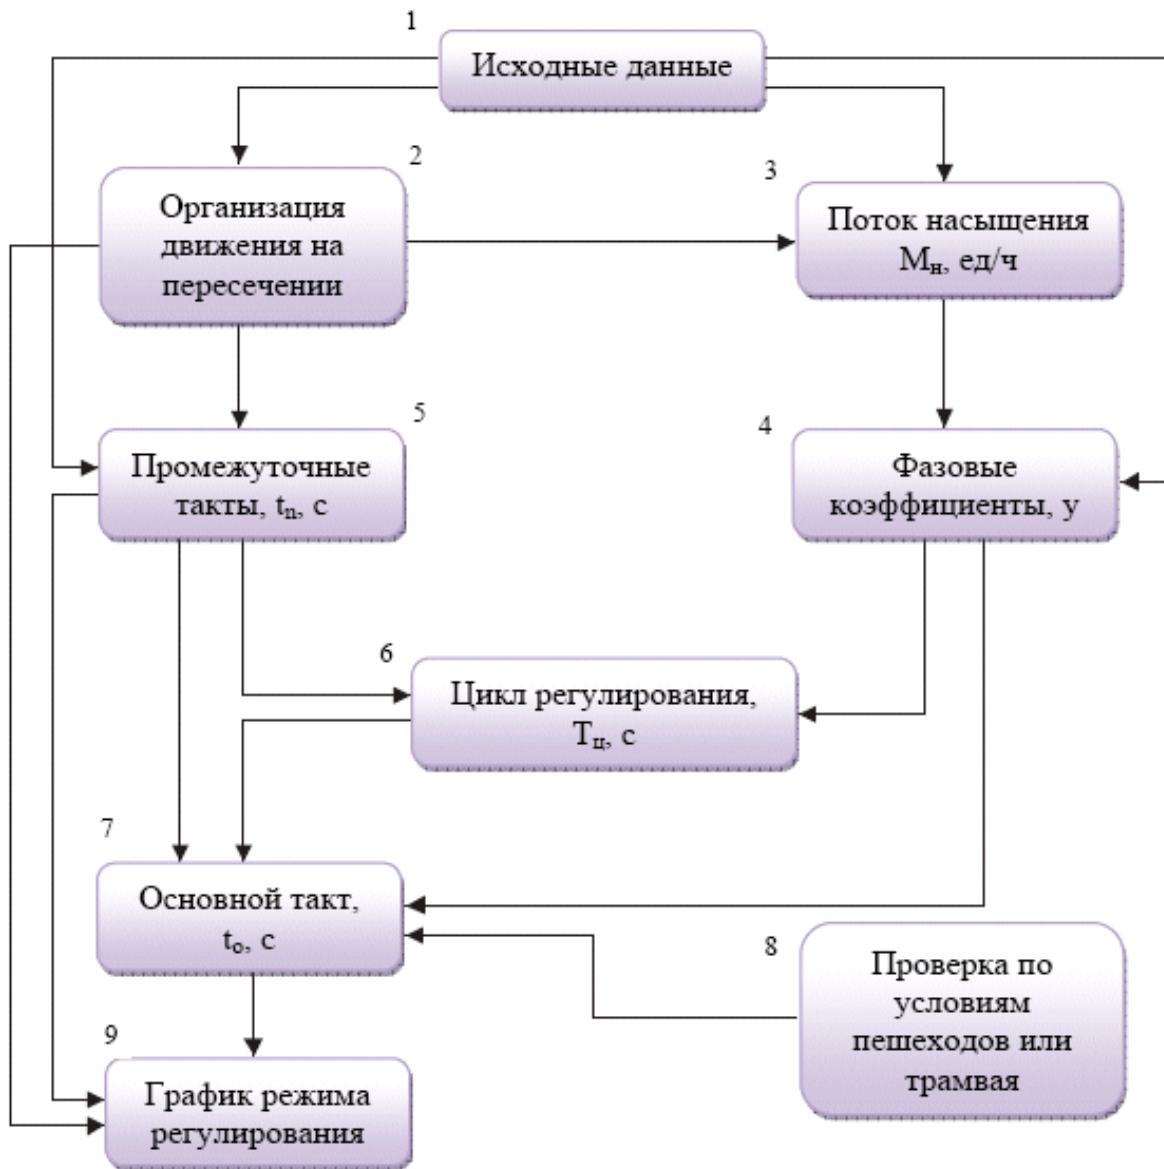 1
Исходные данные
2
Организация
движения на
пересечении
3
Поток насыщения
Мн, ед/ч
5
Промежуточные
такты, tп, с
4
Фазовые
коэффициенты, у
6
Цикл регулирования,
Тц, с
7
Основной такт,
tо, с
8
Проверка по
условиям
пешеходов или
трамвая
9
График режима
регулирования